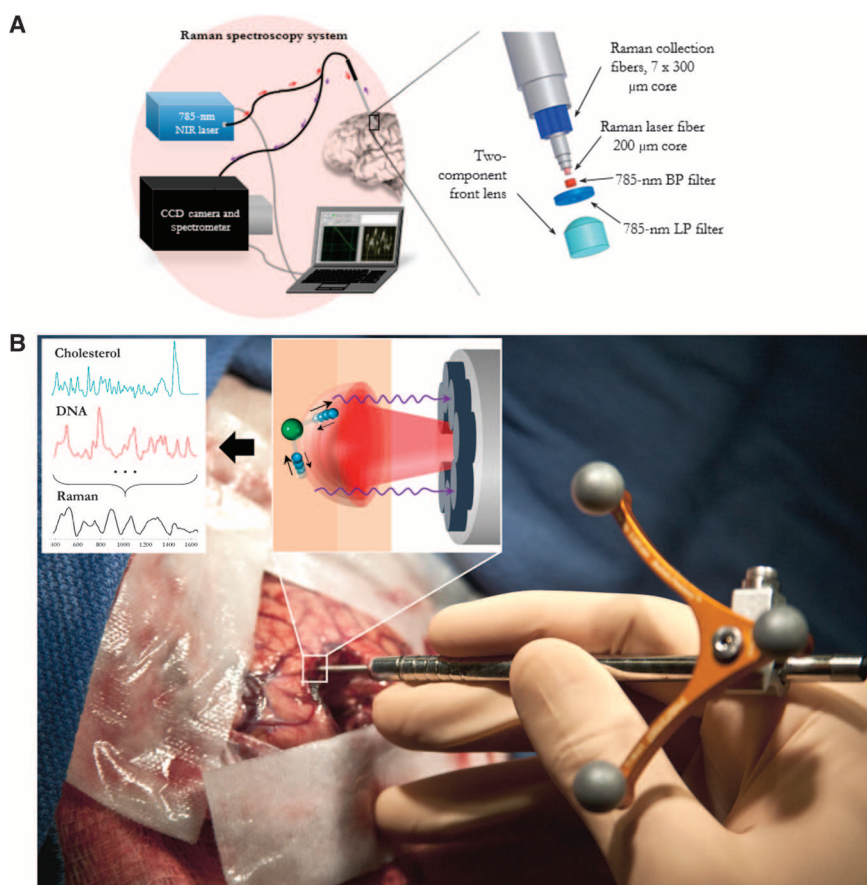 A
Raman spectroscopy system
785-nm
NIR laser
CCD camera and
spectrometer
Raman collection
fibers, 7 x 300
µm core
Raman laser fiber
200 µm core
Two-
component
front lens
785-nm BP filter
785-nm LP filter
B
Cholesterol
DNA
• • •
Raman
400 600 800 1000 1200 1400 1600